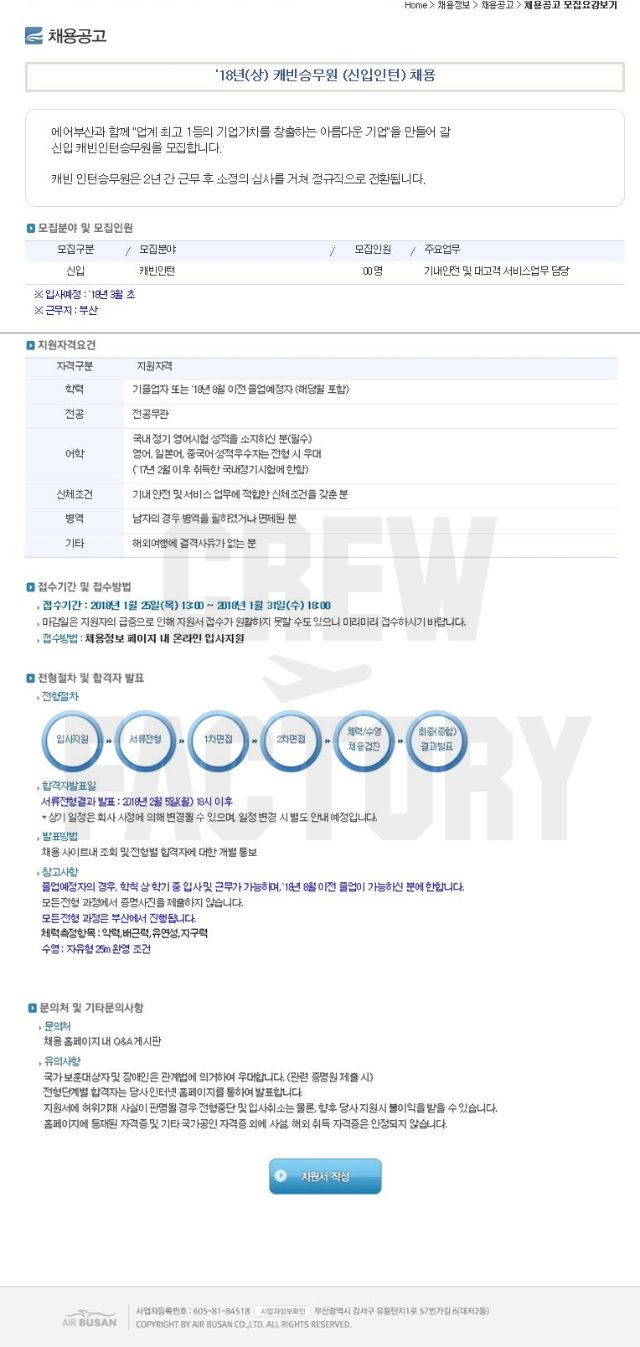 Home > 채용정보 > 채용공고 > 채용공고 모집요강보기
채용공고
'18년(상) 캐빈승무원 (신입인턴) 채용
에어부산과 함께 "업계 최고 1등의 기업가치를 창출하는 아름다운 기업"을 만들어 갈
신입 캐빈인턴승무원을 모집합니다.
캐빈 인턴승무원은 2년 간 근무 후 소정의 심사를 거쳐 정규직으로 전환됩니다.
모집분야 및 모집인원
모집구분 / 모집분야 / 모집인원 / 주요업무
신입 캐빈인턴 00명 기내안전 및 대고객 서비스업무 담당
※ 입사예정 : '18년 3월 초
※ 근무지 : 부산
지원자격요건
자격구분 지원자격
학력 기졸업자 또는 '18년 8월 이전 졸업예정자 (해당월 포함)
전공 전공무관
국내 정기 영어시험 성적을 소지하신 분(필수)
어학 영어, 일본어, 중국어 성적우수자는 전형 시 우대
('17년 2월 이후 취득한 국내정기시험에 한함)
신체조건 기내 안전 및 서비스 업무에 적합한 신체조건을 갖춘 분
병역 남자의 경우 병역을 필하였거나 면제된 분
기타 해외여행에 결격사유가 없는 분
CREW
FACTORY
접수기간 및 접수방법
접수기간 : 2018년 1월 25일(목) 13:00 ~ 2018년 1월 31일(수) 18:00
마감일은 지원자의 급증으로 인해 지원서 접수가 원활하지 못할 수도 있으니 미리미리 접수하시기 바랍니다.
접수방법 : 채용정보 페이지 내 온라인 입사지원
전형절차 및 합격자 발표
전형절차
입사지원 » 서류전형 » 1차면접 » 2차면접 » 체력/수영 채용검진 » 최종(종합) 결과발표
합격자발표일
서류전형결과 발표 : 2018년 2월 5일(월) 18시 이후
* 상기 일정은 회사 사정에 의해 변경될 수 있으며, 일정 변경 시 별도 안내 예정입니다.
발표방법
채용 사이트내 조회 및 전형별 합격자에 대한 개별 통보
참고사항
졸업예정자의 경우, 학칙 상 학기 중 입사 및 근무가 가능하며,'18년 8월 이전 졸업이 가능하신 분에 한합니다.
모든 전형 과정에서 증명사진을 제출하지 않습니다.
모든 전형 과정은 부산에서 진행됩니다.
체력측정항목 : 악력,배근력,유연성,지구력
수영 : 자유형 25m 완영 조건
문의처 및 기타문의사항
문의처
채용 홈페이지 내 Q&A 게시판
유의사항
국가 보훈대상자 및 장애인은 관계법에 의거하여 우대합니다. (관련 증명원 제출 시)
전형단계별 합격자는 당사 인터넷 홈페이지를 통하여 발표합니다.
지원서에 허위기재 사실이 판명될 경우 전형중단 및 입사취소는 물론, 향후 당사 지원시 불이익을 받을 수 있습니다.
홈페이지에 등재된 자격증 및 기타 국가공인 자격증 외에 사설, 해외 취득 자격증은 인정되지 않습니다.
지원서 작성
AIR BUSAN
사업자등록번호 : 605-81-84518 사업자정보확인 부산광역시 강서구 유통단지1로 57번가길 6(대저2동)
COPYRIGHT BY AIR BUSAN CO.,LTD. ALL RIGHTS RESERVED.